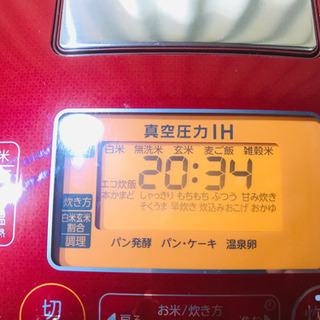 真空圧力IH
白米 無洗米 玄米 麦ご飯 雑穀米
20:34
エコ炊飯
本かまど しゃっきり もちもち ふつう 甘み炊き
そくうま 早炊き 炊込みおこげ おかゆ
炊き方
白米玄米
割合
調理
パン発酵 パン・ケーキ 温泉卵
米
切
お米/炊き方
戻る